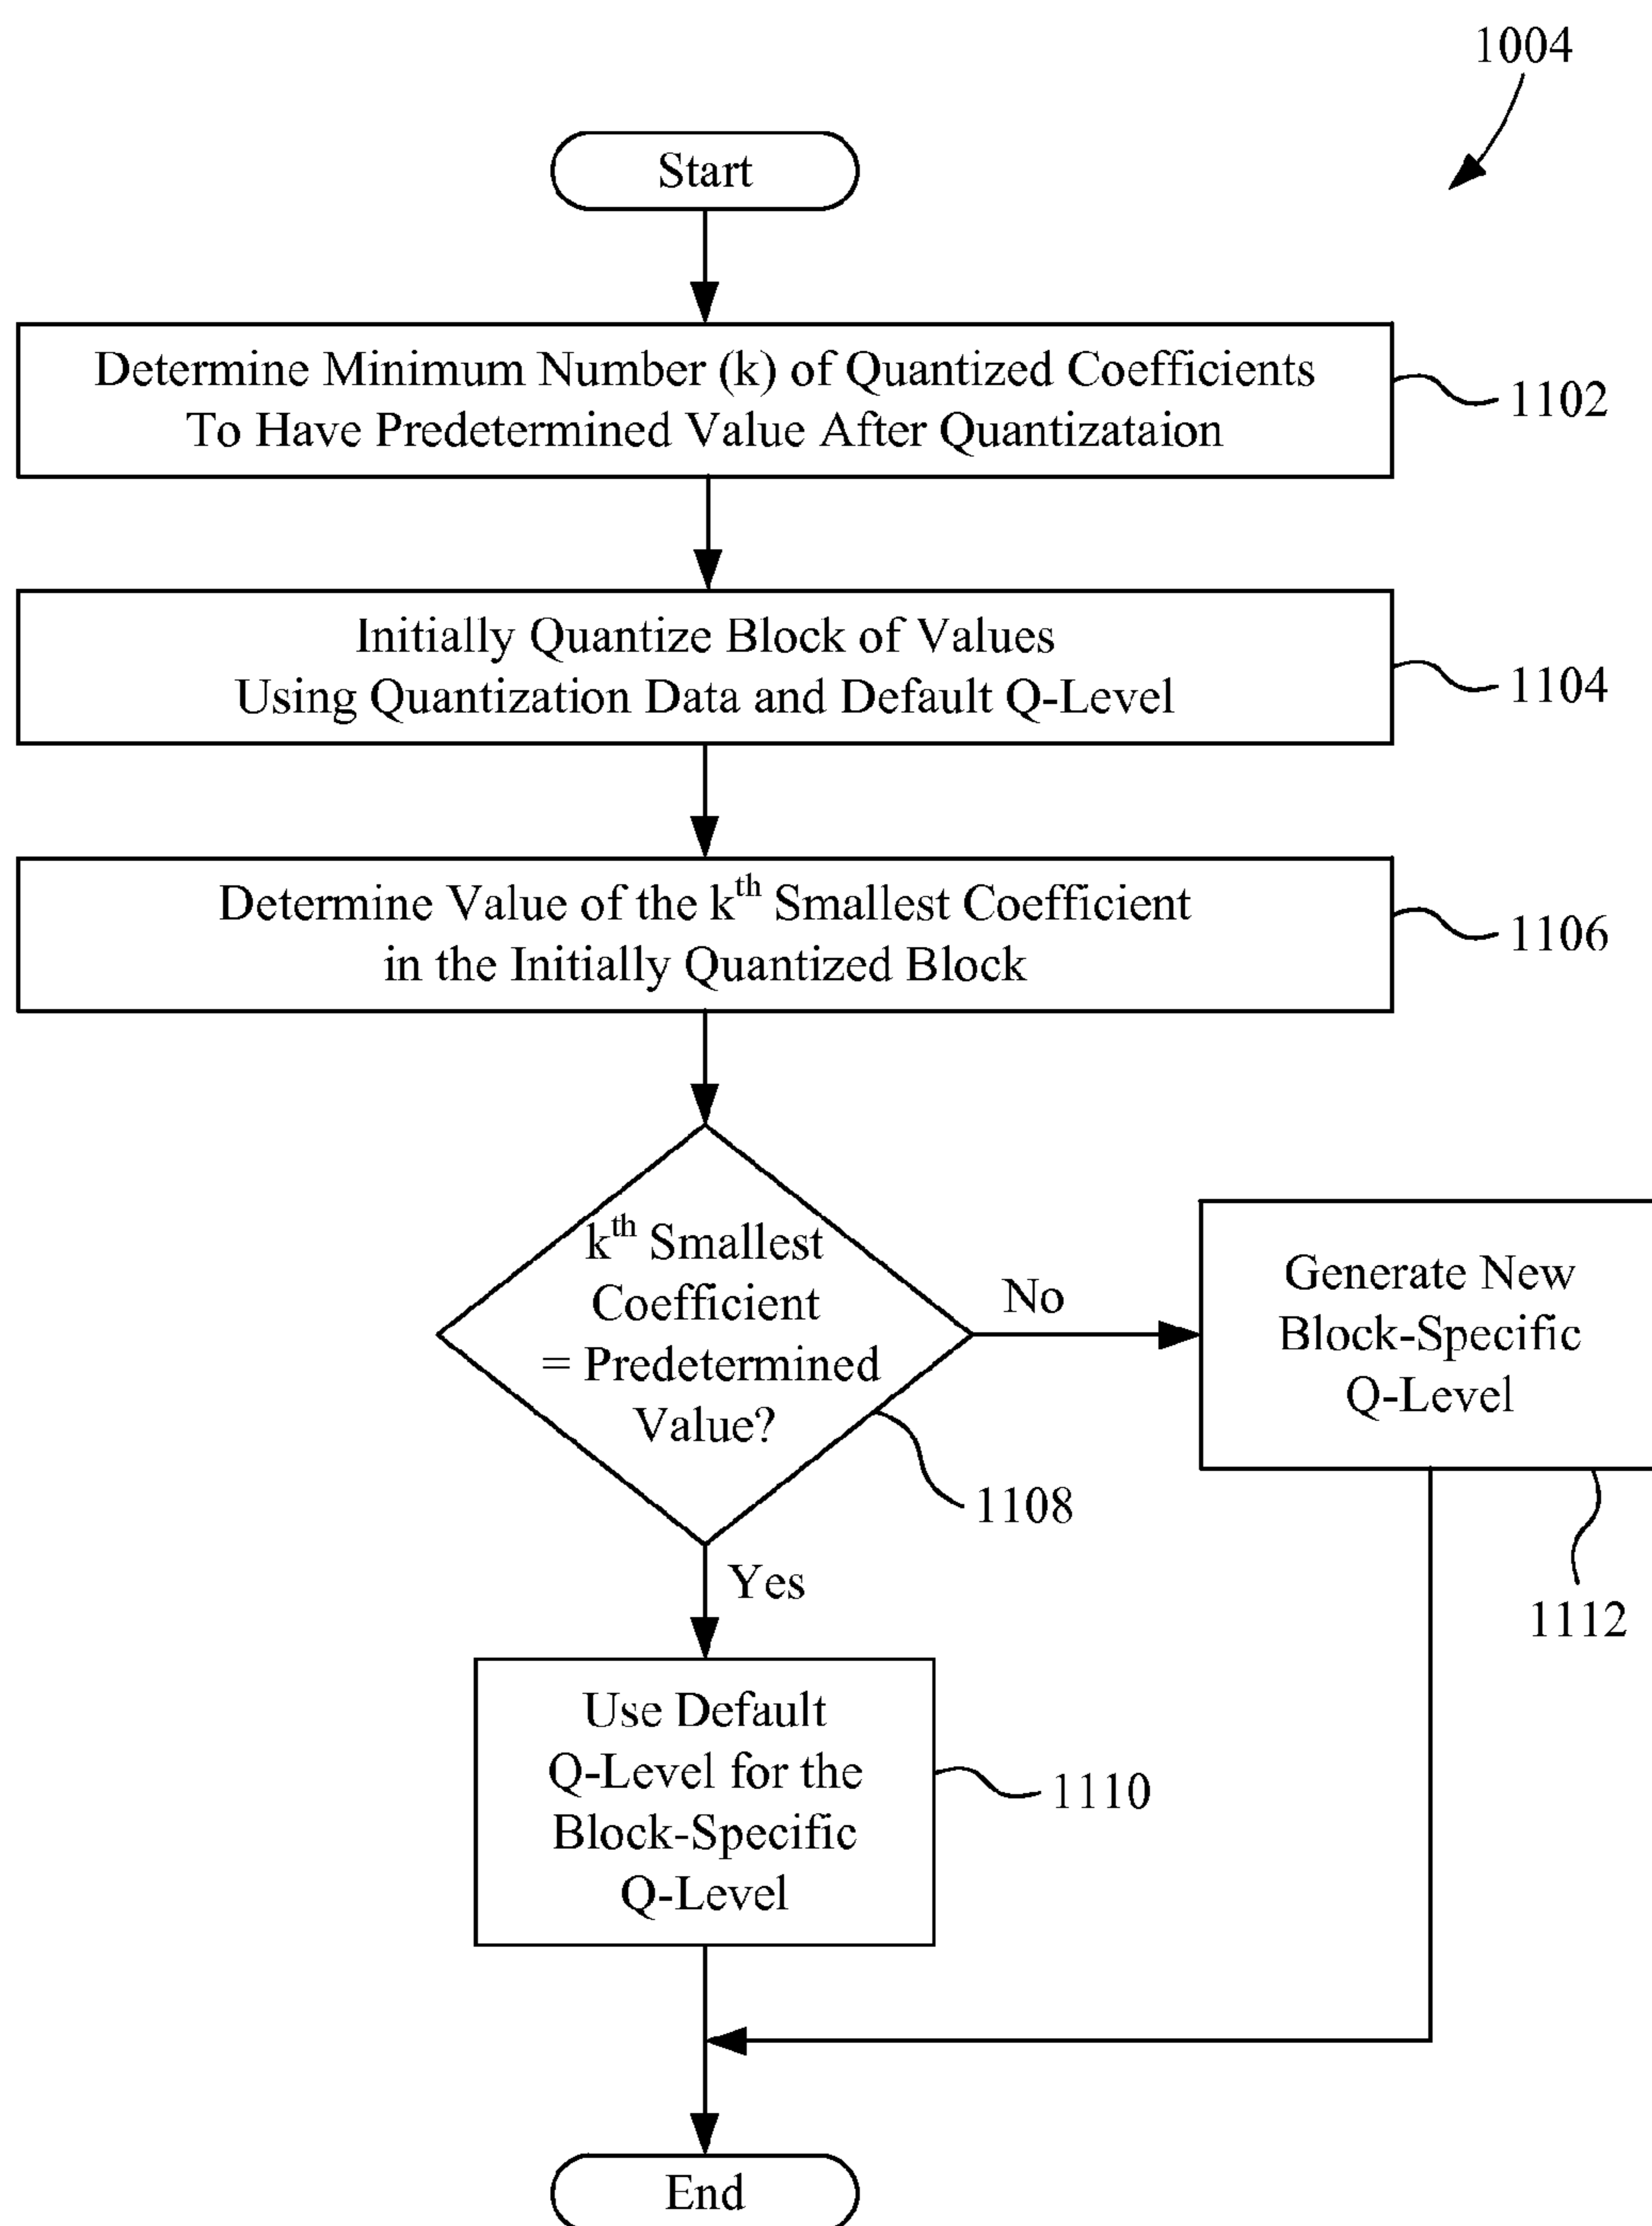 1004
Start
Determine Minimum Number (k) of Quantized Coefficients
To Have Predetermined Value After Quantizataion
1102
Initially Quantize Block of Values
Using Quantization Data and Default Q-Level
1104
Determine Value of the kth Smallest Coefficient
in the Initially Quantized Block
1106
kth Smallest
Coefficient
= Predetermined
Value?
No
Generate New
Block-Specific
Q-Level
1108
Yes
1112
Use Default
Q-Level for the
Block-Specific
Q-Level
1110
End